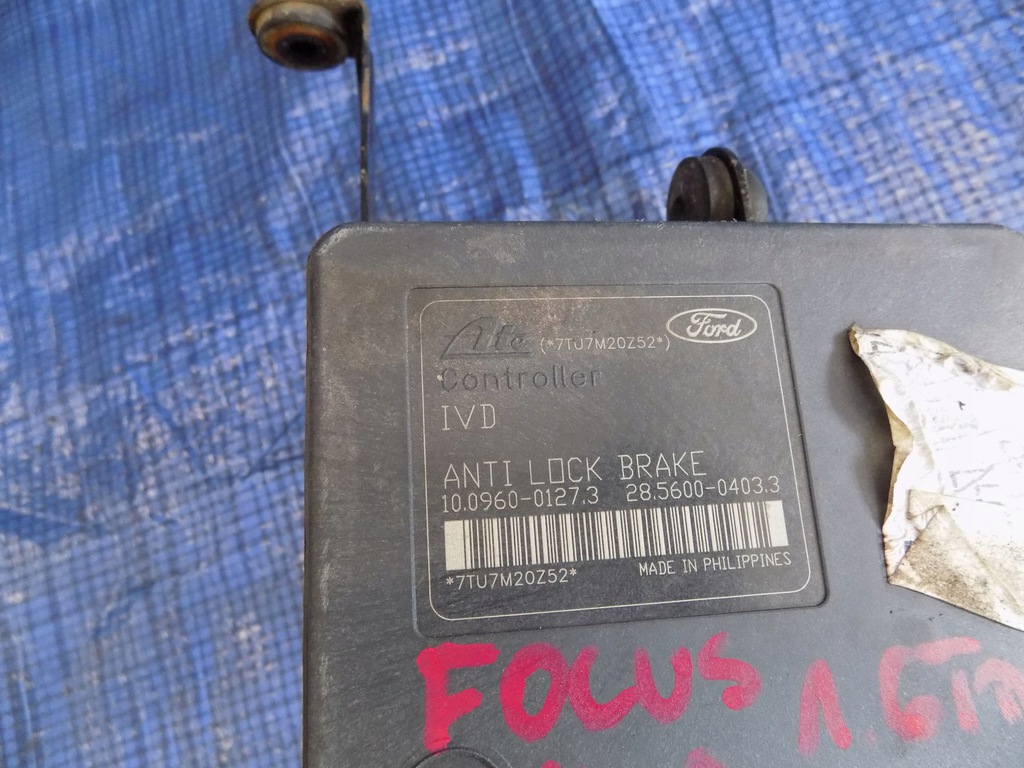 Ate (*7TU7M20Z52*) Ford
Controller
IVD
ANTI LOCK BRAKE
10.0960-0127.3 28.5600-0403.3
*7TU7M20Z52* MADE IN PHILIPPINES
FOCUS 1.6